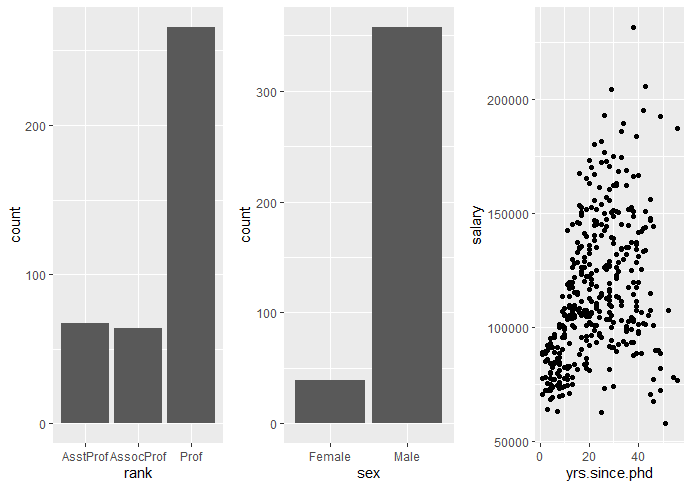 count
200
100
0
AsstProf AssocProf Prof
rank
count
300
200
100
0
Female Male
sex
salary
200000
150000
100000
50000
0 20 40
yrs.since.phd